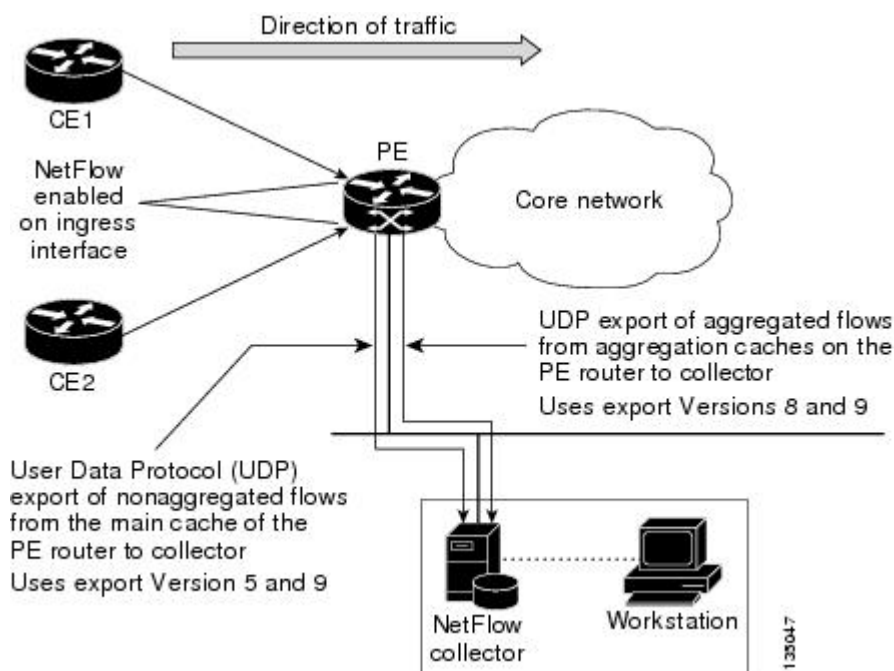 Direction of traffic
CE1
PE
NetFlow
enabled
on ingress
interface
Core network
CE2
UDP export of aggregated flows
from aggregation caches on the
PE router to collector
Uses export Versions 8 and 9
User Data Protocol (UDP)
export of nonaggregated flows
from the main cache of the
PE router to collector
Uses export Version 5 and 9
NetFlow
collector
Workstation
135047